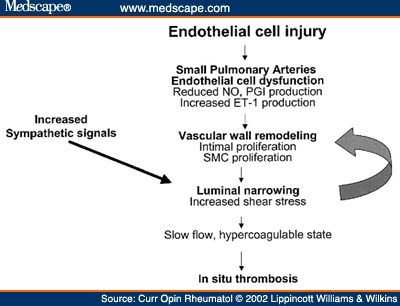 Medscape® www.medscape.com
Endothelial cell injury
Small Pulmonary Arteries
Endothelial cell dysfunction
Reduced NO, PGI production
Increased ET-1 production
Increased
Sympathetic signals
Vascular wall remodeling
Intimal proliferation
SMC proliferation
Luminal narrowing
Increased shear stress
Slow flow, hypercoagulable state
In situ thrombosis
Source: Curr Opin Rheumatol © 2002 Lippincott Williams & Wilkins